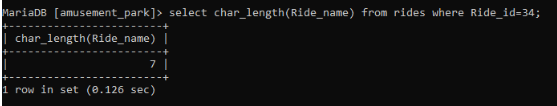 MariaDB [amusement_park]> select char_length(Ride_name) from rides where Ride_id=34;
+------------------------+
| char_length(Ride_name) |
+------------------------+
|                      7 |
+------------------------+
1 row in set (0.126 sec)